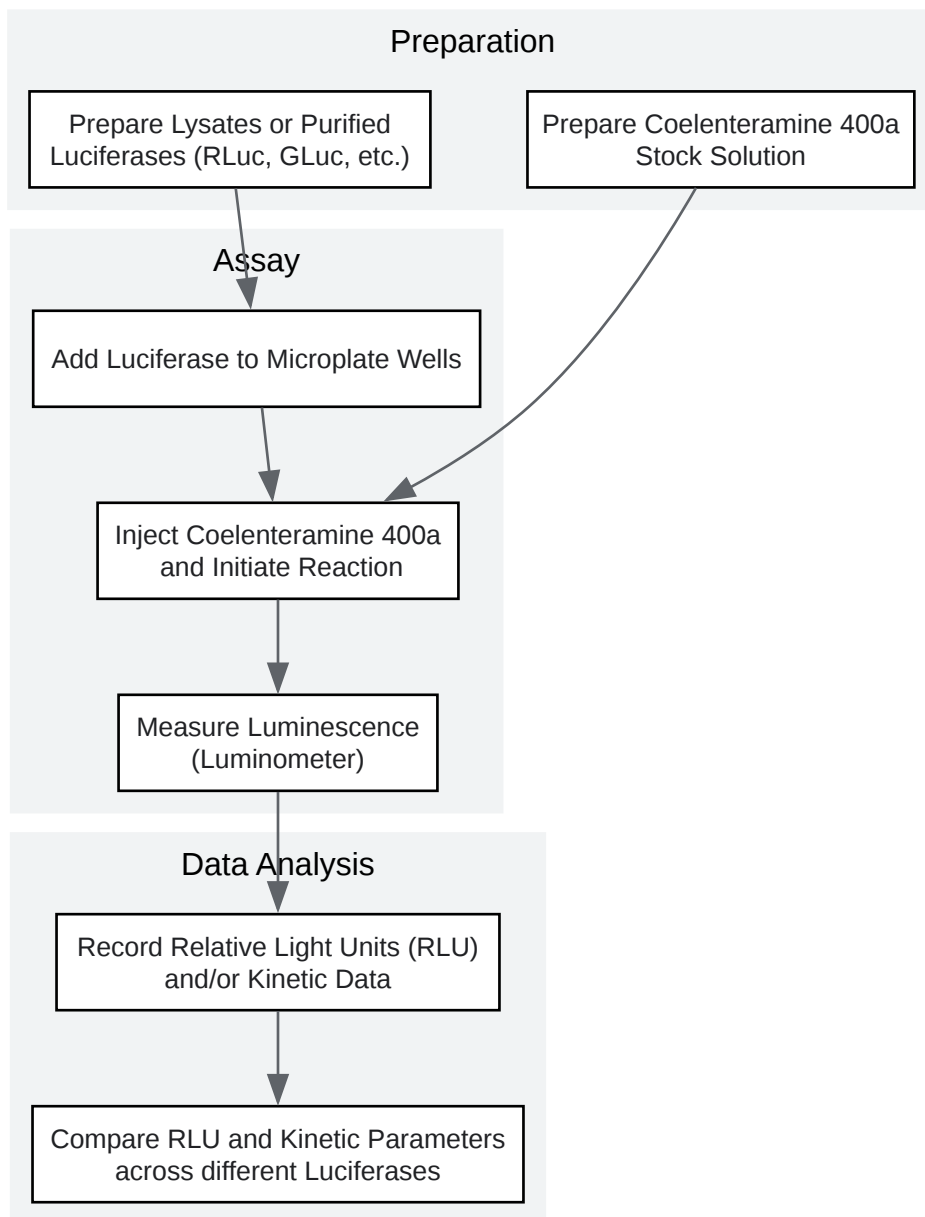 Preparation
Prepare Lysates or Purified
Luciferases (RLuc, GLuc, etc.)
Prepare Coelenteramine 400a
Stock Solution
Assay
Add Luciferase to Microplate Wells
Inject Coelenteramine 400a
and Initiate Reaction
Measure Luminescence
(Luminometer)
Data Analysis
Record Relative Light Units (RLU)
and/or Kinetic Data
Compare RLU and Kinetic Parameters
across different Luciferases